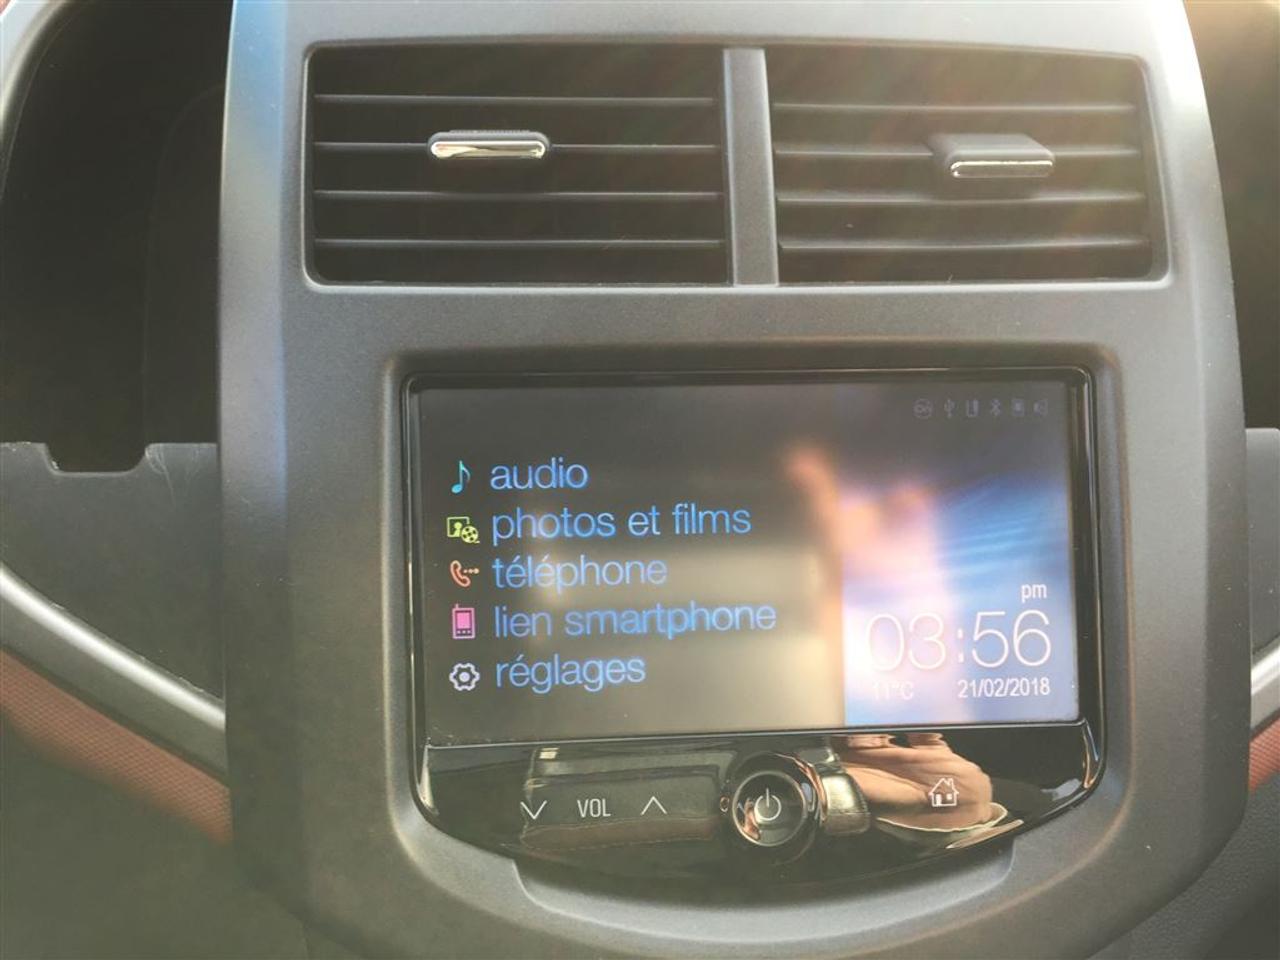 audio
photos et films
téléphone
lien smartphone
réglages
pm
03:56
11°C 21/02/2018
VOL